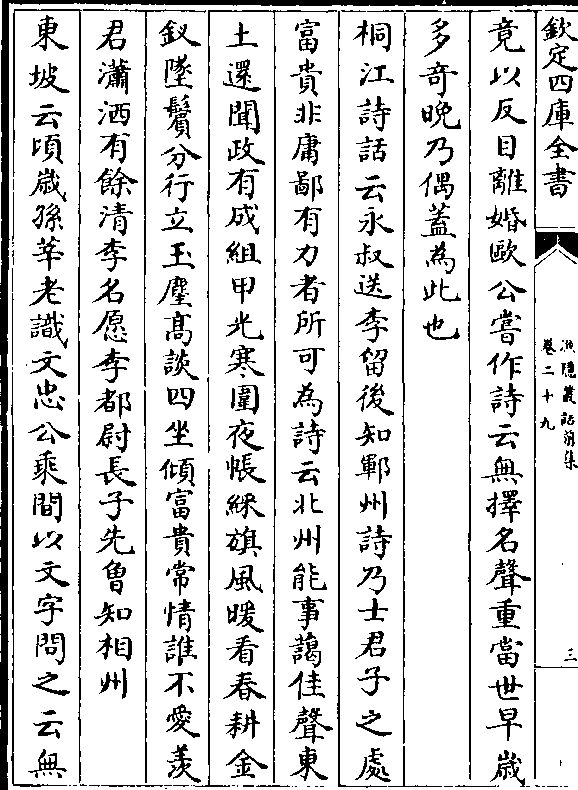 欽定四庫全書
漁隱叢話前集
卷二十九
三
竟以反目離婚歐公嘗作詩云無擇名聲重當世早歲
多奇晚乃偶蓋為此也
桐江詩話云永叔送李留後知鄆州詩乃士君子之處
富貴非庸鄙有力者所可為詩云北州能事藹佳聲東
土還聞政有成組甲光寒圍夜帳綵旗風暖看春耕金
釵墜鬢分行立玉麈髙談四坐傾富貴常情誰不愛羨
君瀟洒有餘清李名愿李都尉長子先曽知相州
東坡云頃歲孫莘老識文忠公乘間以文字問之云無